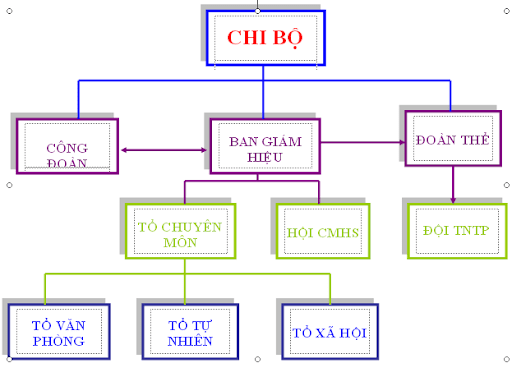 CHI BỘ
CÔNG
ĐOÀN
BAN GIÁM
HIỆU
ĐOÀN THỂ
TỔ CHUYÊN
MÔN
HỘI CMHS
ĐỘI TNTP
TỔ VĂN
PHÒNG
TỔ TỰ
NHIÊN
TỔ XÃ HỘI